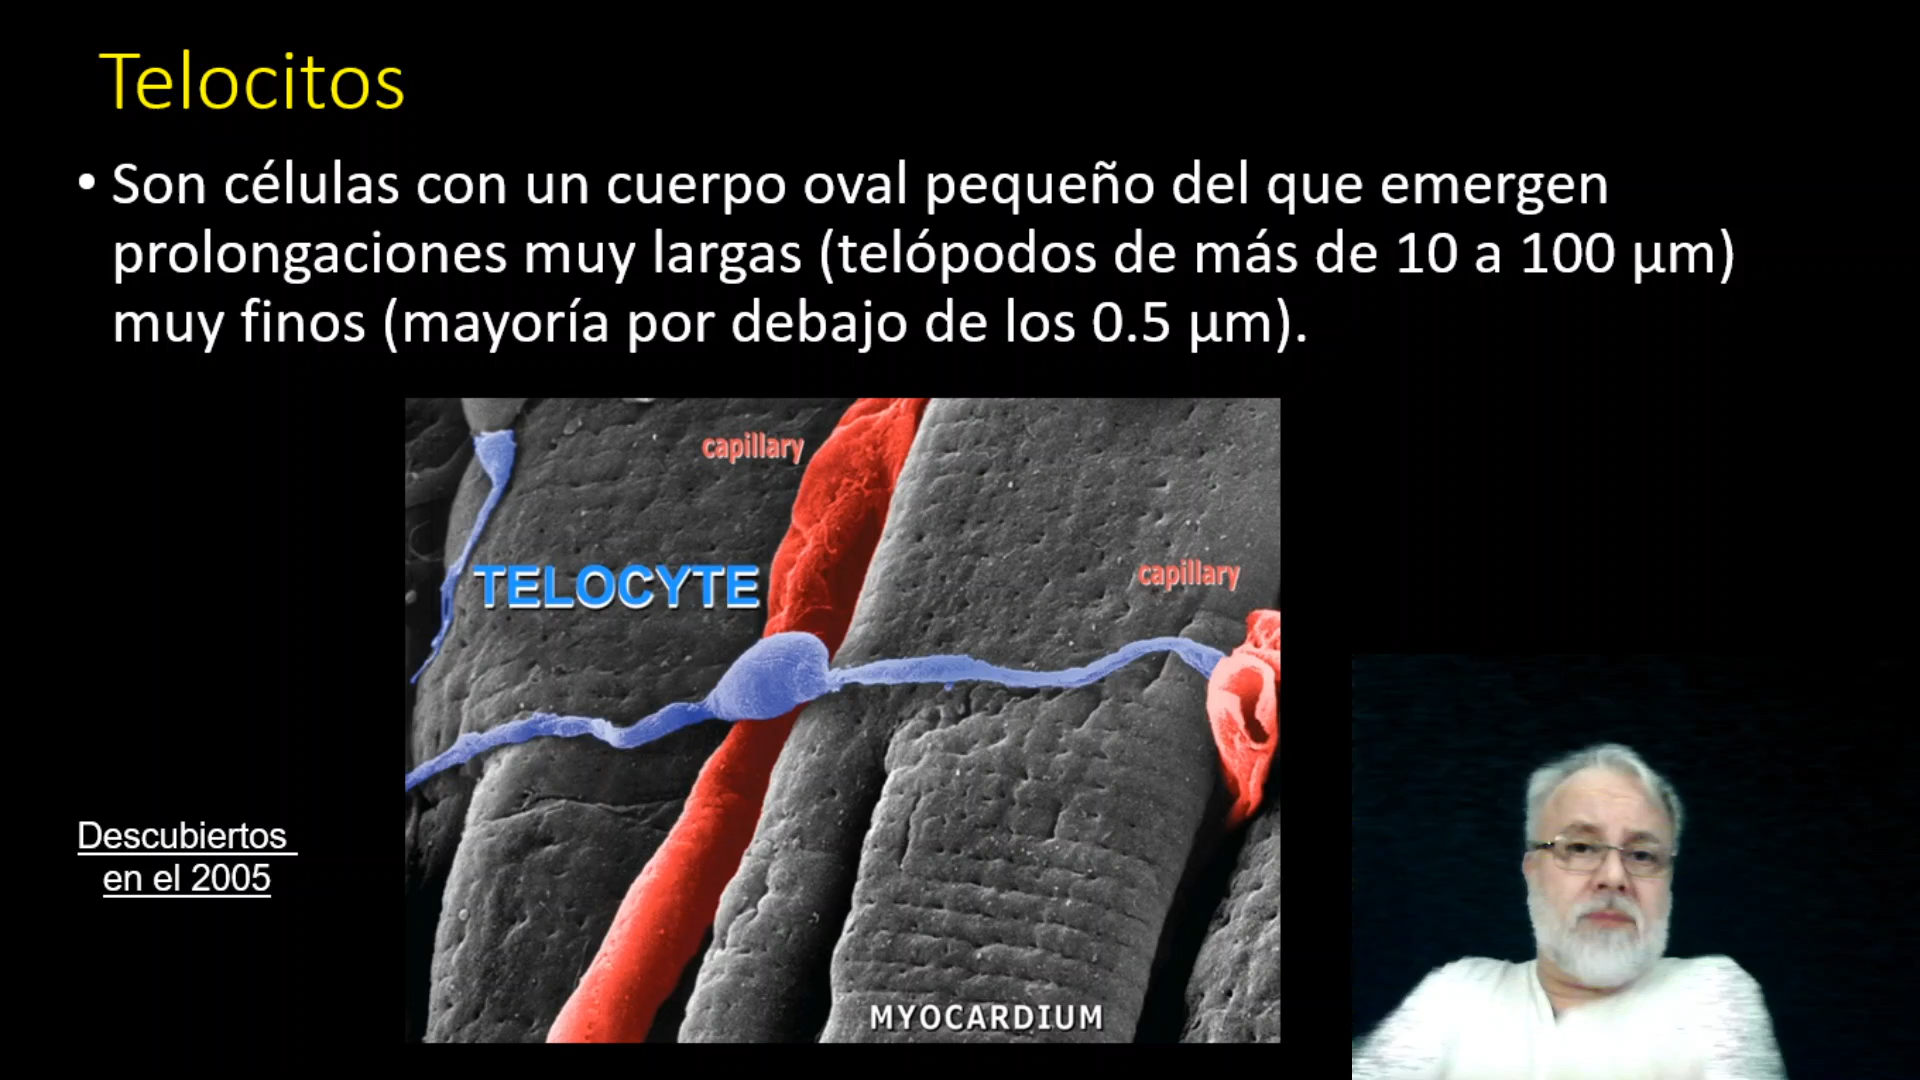 Telocitos
• Son células con un cuerpo oval pequeño del que emergen
prolongaciones muy largas (telópodos de más de 10 a 100 µm)
muy finos (mayoría por debajo de los 0.5 µm).
capillary
TELOCYTE
capillary
Descubiertos
en el 2005
MYOCARDIUM